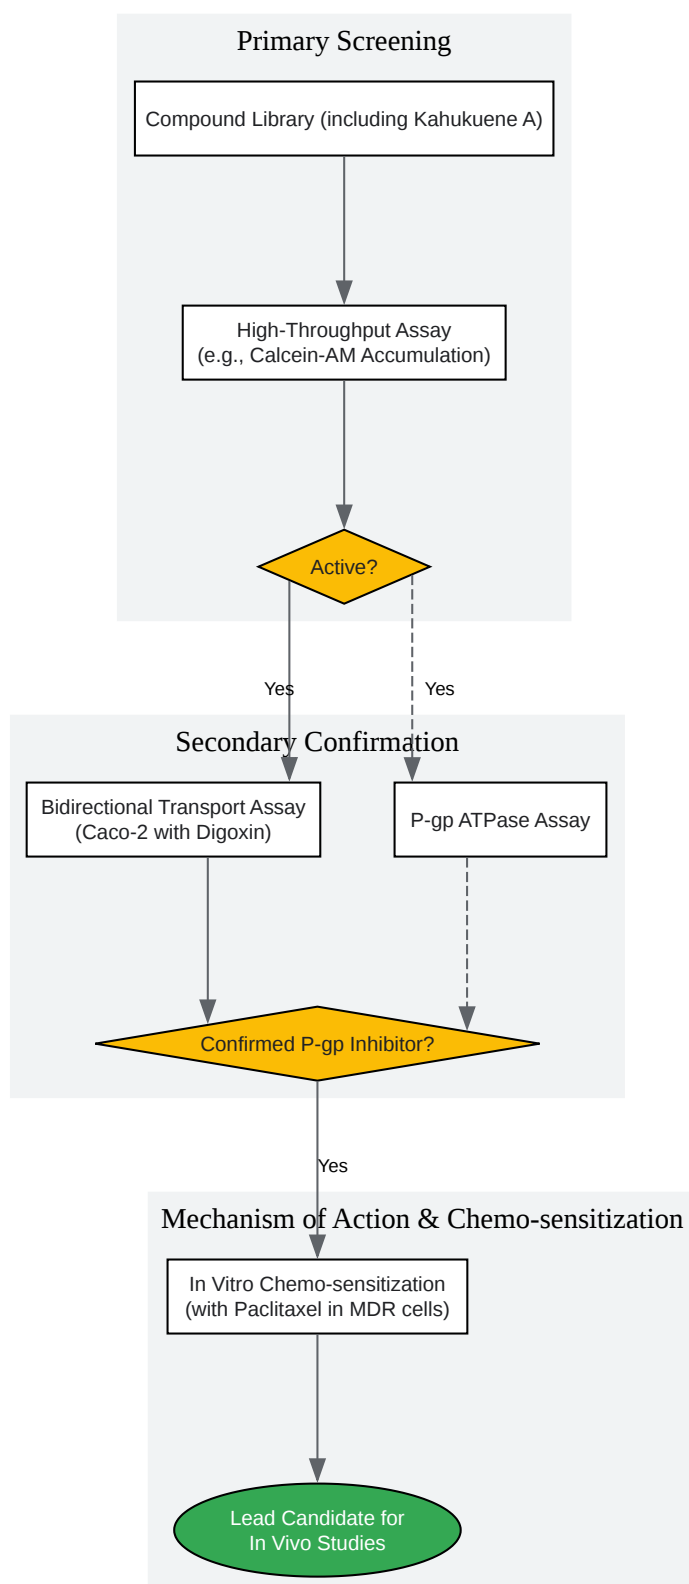 Primary Screening
Compound Library (including Kahukuene A)
High-Throughput Assay
(e.g., Calcein-AM Accumulation)
Active?
Yes
Yes
Secondary Confirmation
Bidirectional Transport Assay
(Caco-2 with Digoxin)
P-gp ATPase Assay
Confirmed P-gp Inhibitor?
Yes
Mechanism of Action & Chemo-sensitization
In Vitro Chemo-sensitization
(with Paclitaxel in MDR cells)
Lead Candidate for
In Vivo Studies